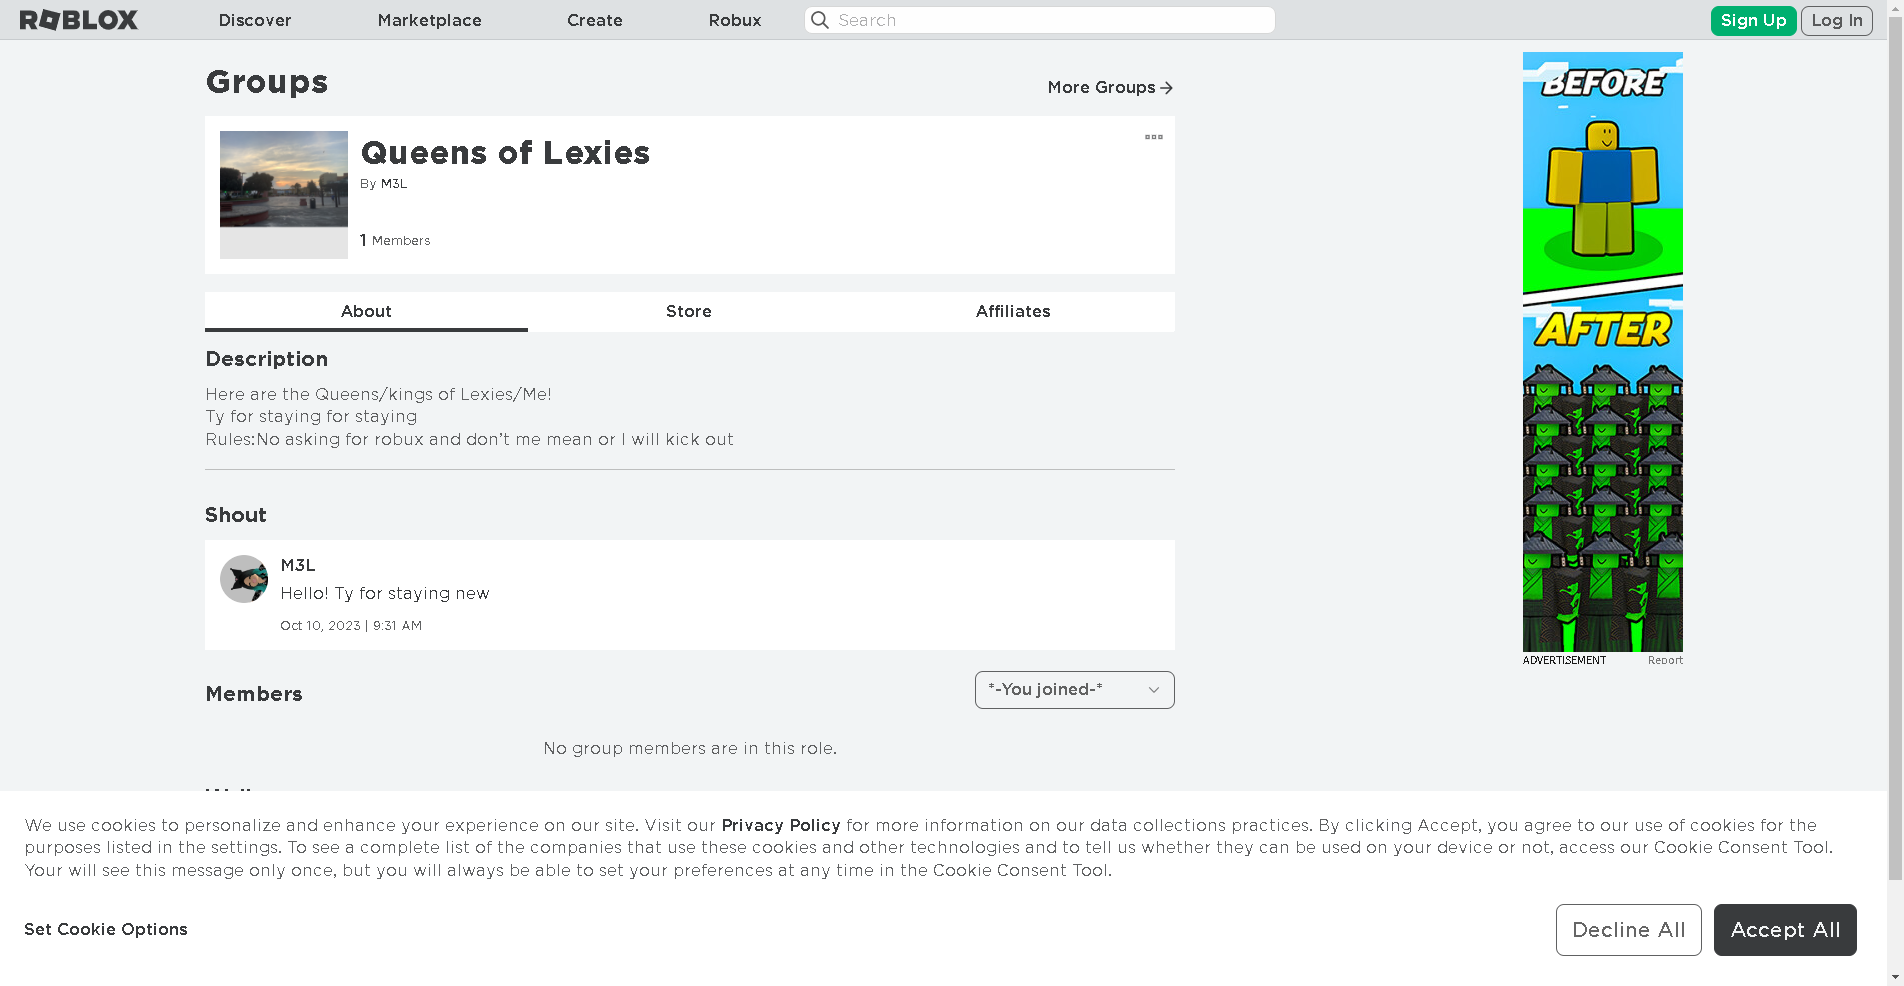 ROBLOX
Discover
Marketplace
Create
Robux
Search
Sign Up
Log In
Groups
More Groups
Queens of Lexies
By M3L
1 Members
About
Store
Affiliates
Description
Here are the Queens/kings of Lexies/Me!
Ty for staying for staying
Rules:No asking for robux and don’t me mean or I will kick out
Shout
M3L
Hello! Ty for staying new
Oct 10, 2023 | 9:31 AM
Members
*-You joined-*
No group members are in this role.
BEFORE
AFTER
ADVERTISEMENT
Report
We use cookies to personalize and enhance your experience on our site. Visit our Privacy Policy for more information on our data collections practices. By clicking Accept, you agree to our use of cookies for the
purposes listed in the settings. To see a complete list of the companies that use these cookies and other technologies and to tell us whether they can be used on your device or not, access our Cookie Consent Tool.
Your will see this message only once, but you will always be able to set your preferences at any time in the Cookie Consent Tool.
Set Cookie Options
Decline All
Accept All